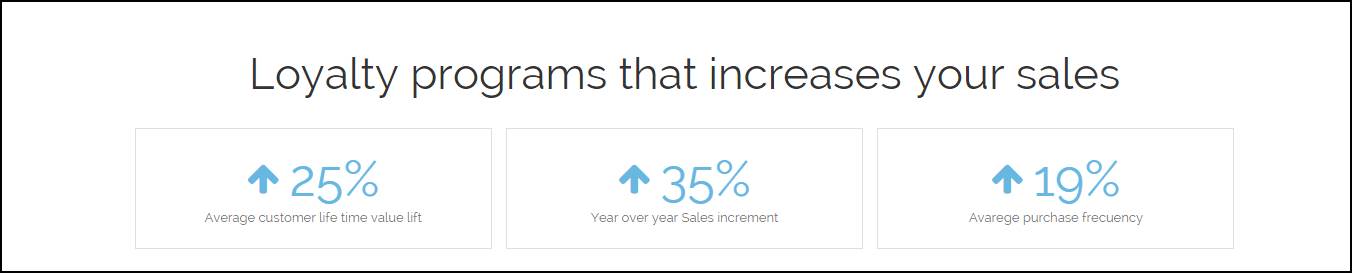 Loyalty programs that increases your sales
25%
Average customer life time value lift
35%
Year over year Sales increment
19%
Avarege purchase frecuency